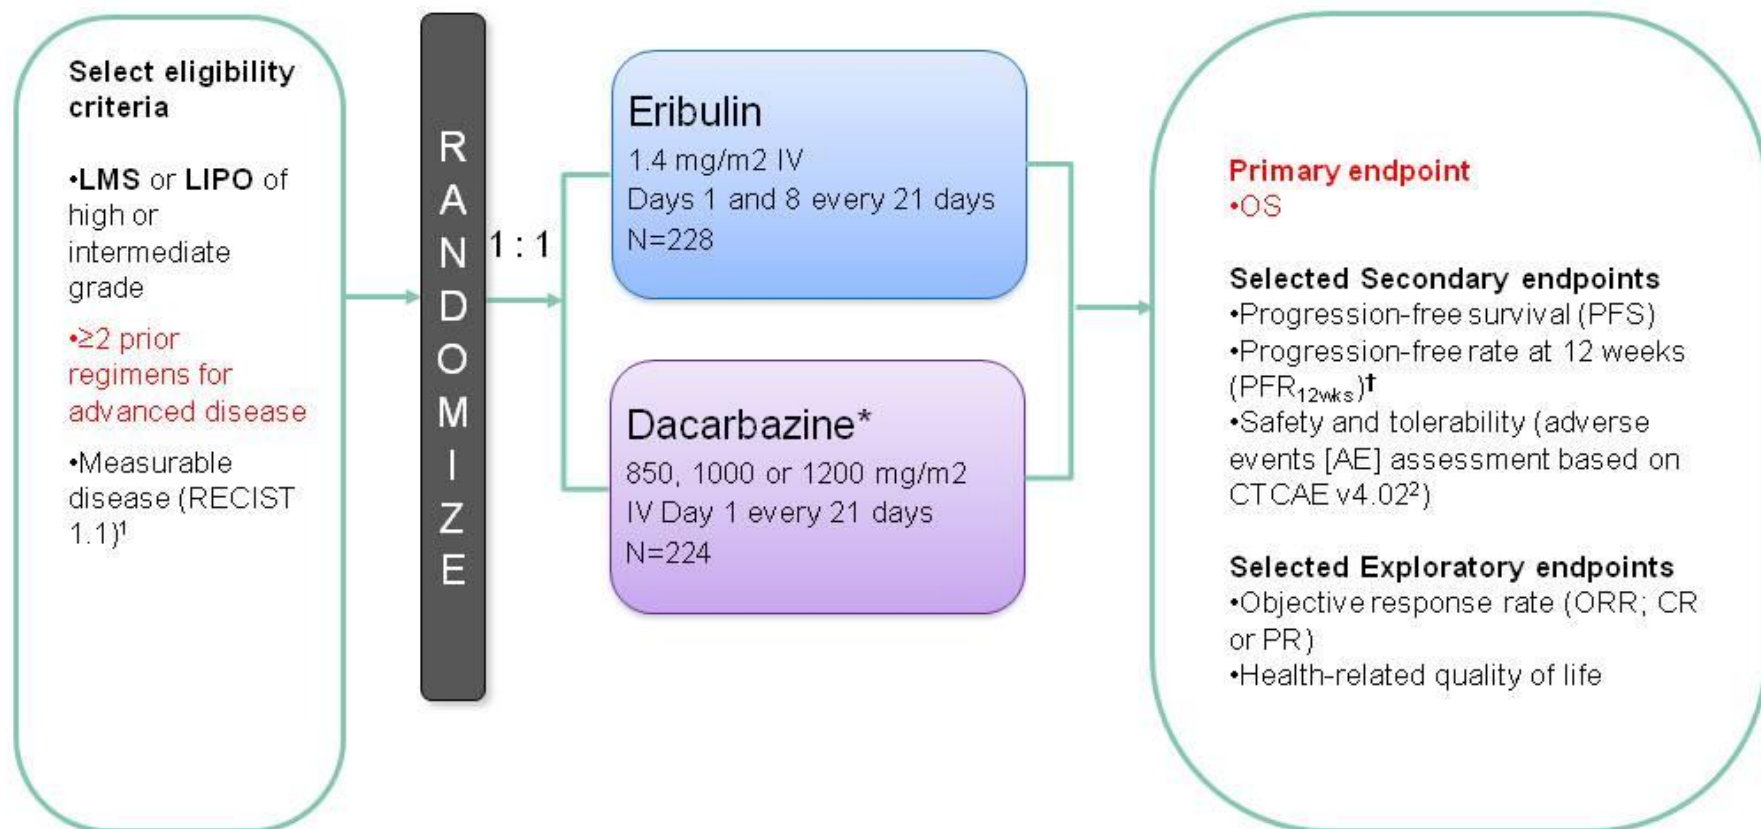 Select eligibility
criteria
•LMS or LIPO of
high or
intermediate
grade
•≥2 prior
regimens for
advanced disease
•Measurable
disease (RECIST
1.1)¹
RANDOMIZE
1 : 1
Eribulin
1.4 mg/m2 IV
Days 1 and 8 every 21 days
N=228
Dacarbazine*
850, 1000 or 1200 mg/m2
IV Day 1 every 21 days
N=224
Primary endpoint
•OS
Selected Secondary endpoints
•Progression-free survival (PFS)
•Progression-free rate at 12 weeks
(PFR12wks)†
•Safety and tolerability (adverse
events [AE] assessment based on
CTCAE v4.02²)
Selected Exploratory endpoints
•Objective response rate (ORR; CR
or PR)
•Health-related quality of life